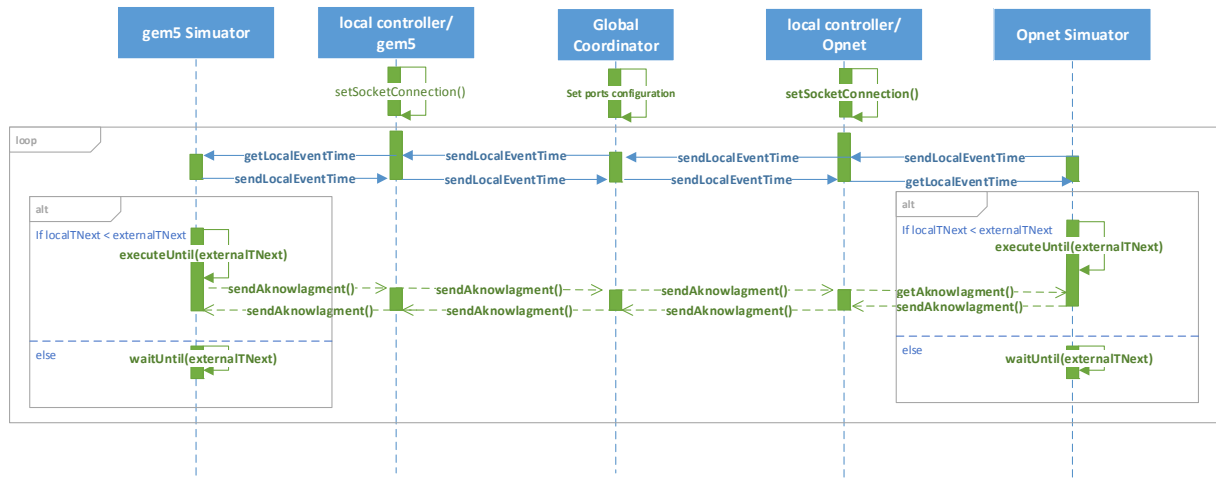 gem5 Simuator
local controller/
gem5
Global
Coordinator
local controller/
Opnet
Opnet Simuator
setSocketConnection()
Set ports configuration
setSocketConnection()
loop
getLocalEventTime
sendLocalEventTime
sendLocalEventTime
sendLocalEventTime
sendLocalEventTime
sendLocalEventTime
sendLocalEventTime
getLocalEventTime
alt
If localTNext < externalTNext
executeUntil(externalTNext)
alt
If localTNext < externalTNext
executeUntil(externalTNext)
sendAknowlagment()
sendAknowlagment()
sendAknowlagment()
getAknowlagment()
sendAknowlagment()
sendAknowlagment()
sendAknowlagment()
sendAknowlagment()
else
waitUntil(externalTNext)
else
waitUntil(externalTNext)